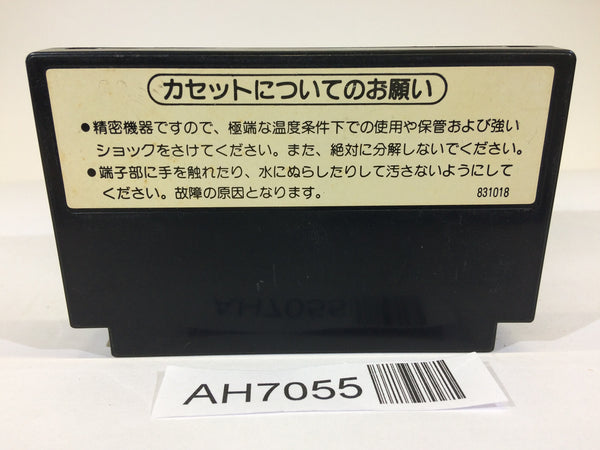 カセットについてのお願い
●精密機器ですので、極端な温度条件下での使用や保管および強い
ショックをさけてください。また、絶対に分解しないでください。
●端子部に手を触れたり、水にぬらしたりして汚さないようにして
ください。故障の原因となります。 831018
AH7055